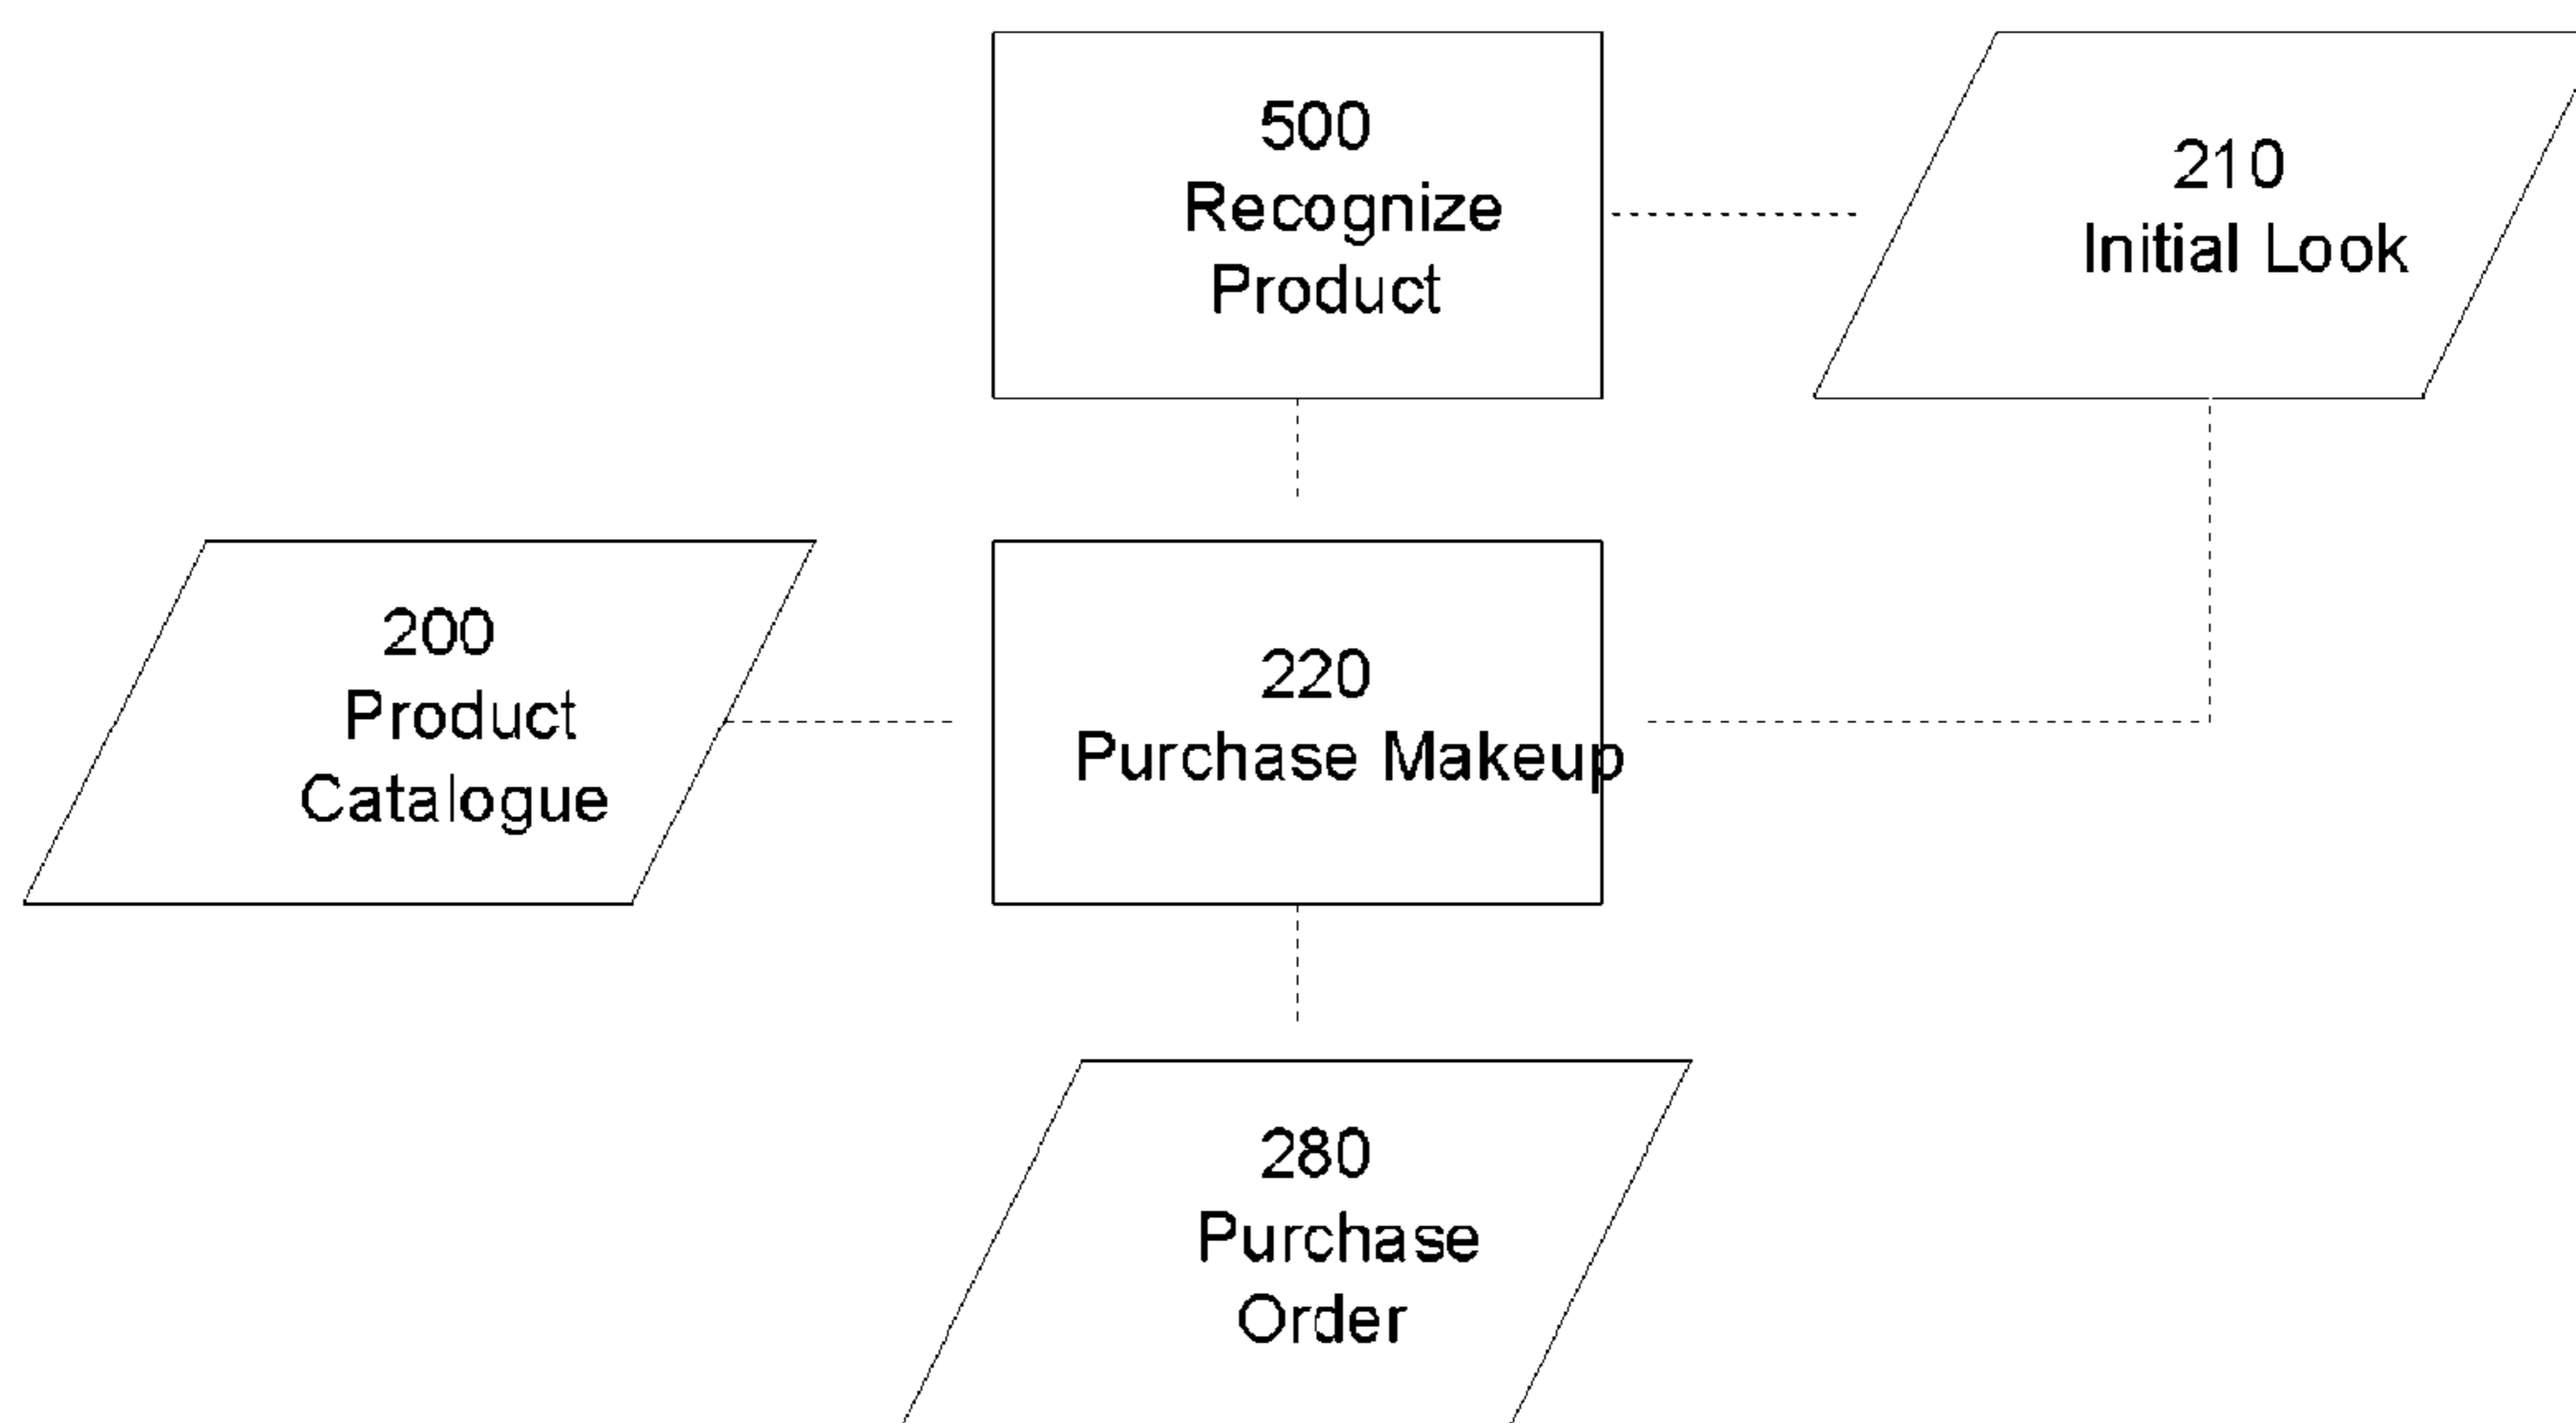 500
Recognize
Product
210
Initial Look
200
Product
Catalogue
220
Purchase Makeup
280
Purchase
Order